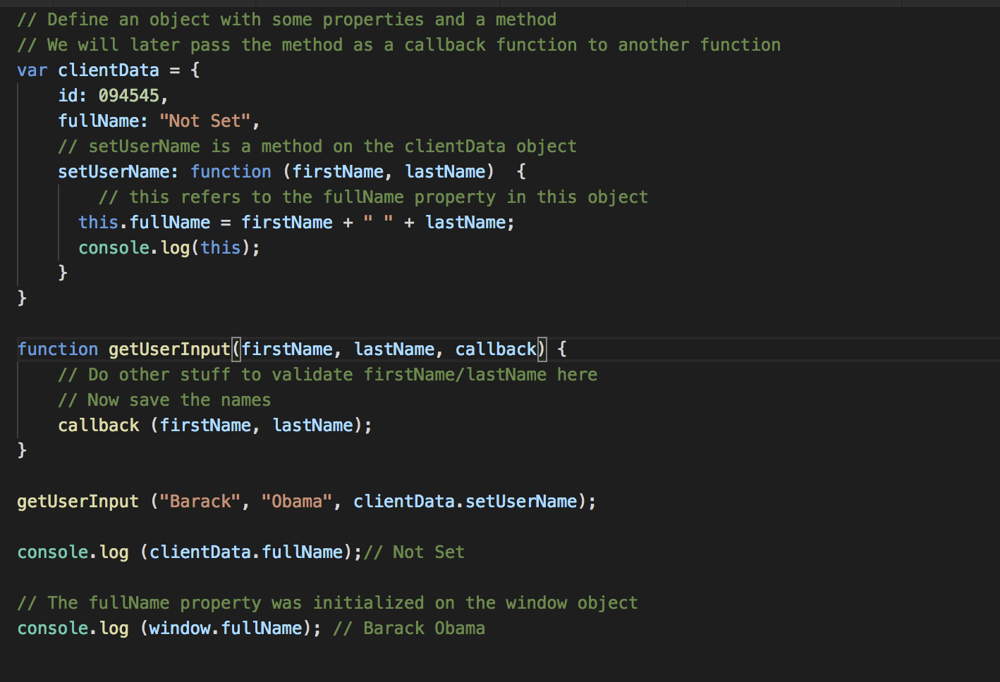 // Define an object with some properties and a method
// We will later pass the method as a callback function to another function
var clientData = {
    id: 094545,
    fullName: "Not Set",
    // setUserName is a method on the clientData object
    setUserName: function (firstName, lastName)  {
        // this refers to the fullName property in this object
      this.fullName = firstName + " " + lastName;
      console.log(this);
    }
}

function getUserInput(firstName, lastName, callback) {
    // Do other stuff to validate firstName/lastName here
    // Now save the names
    callback (firstName, lastName);
}

getUserInput ("Barack", "Obama", clientData.setUserName);

console.log (clientData.fullName);// Not Set

// The fullName property was initialized on the window object
console.log (window.fullName); // Barack Obama